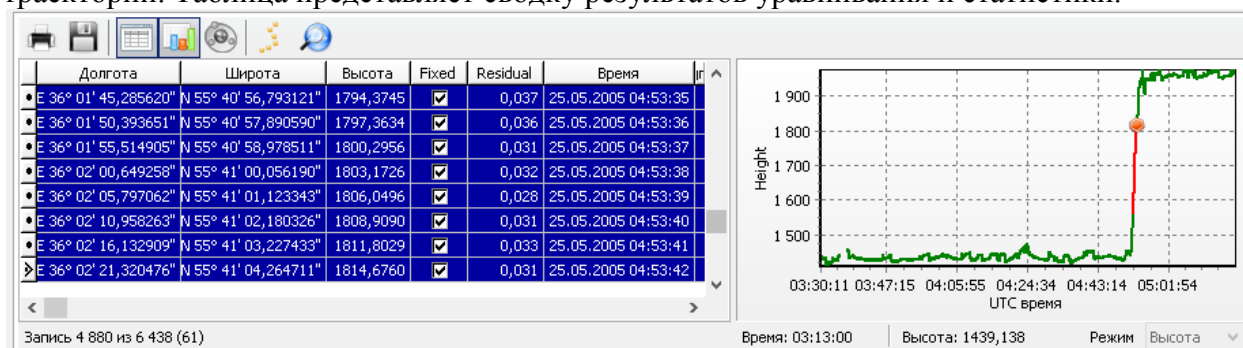 траектории. Таблица представляет сводку результатов уравнивания и статистики.
Долгота Широта Высота Fixed Residual Время
E 36° 01' 45,285620" N 55° 40' 56,793121" 1794,3745 0,037 25.05.2005 04:53:35
E 36° 01' 50,393651" N 55° 40' 57,890590" 1797,3634 0,036 25.05.2005 04:53:36
E 36° 01' 55,514905" N 55° 40' 58,978511" 1800,2956 0,031 25.05.2005 04:53:37
E 36° 02' 00,649258" N 55° 41' 00,056190" 1803,1726 0,032 25.05.2005 04:53:38
E 36° 02' 05,797062" N 55° 41' 01,123343" 1806,0496 0,028 25.05.2005 04:53:39
E 36° 02' 10,958263" N 55° 41' 02,180326" 1808,9090 0,031 25.05.2005 04:53:40
E 36° 02' 16,132909" N 55° 41' 03,227433" 1811,8029 0,033 25.05.2005 04:53:41
E 36° 02' 21,320476" N 55° 41' 04,264711" 1814,6760 0,031 25.05.2005 04:53:42
Запись 4 880 из 6 438 (61)
Height
1 900
1 800
1 700
1 600
1 500
03:30:11 03:47:15 04:05:55 04:24:34 04:43:14 05:01:54
UTC время
Время: 03:13:00 Высота: 1439,138 Режим Высота